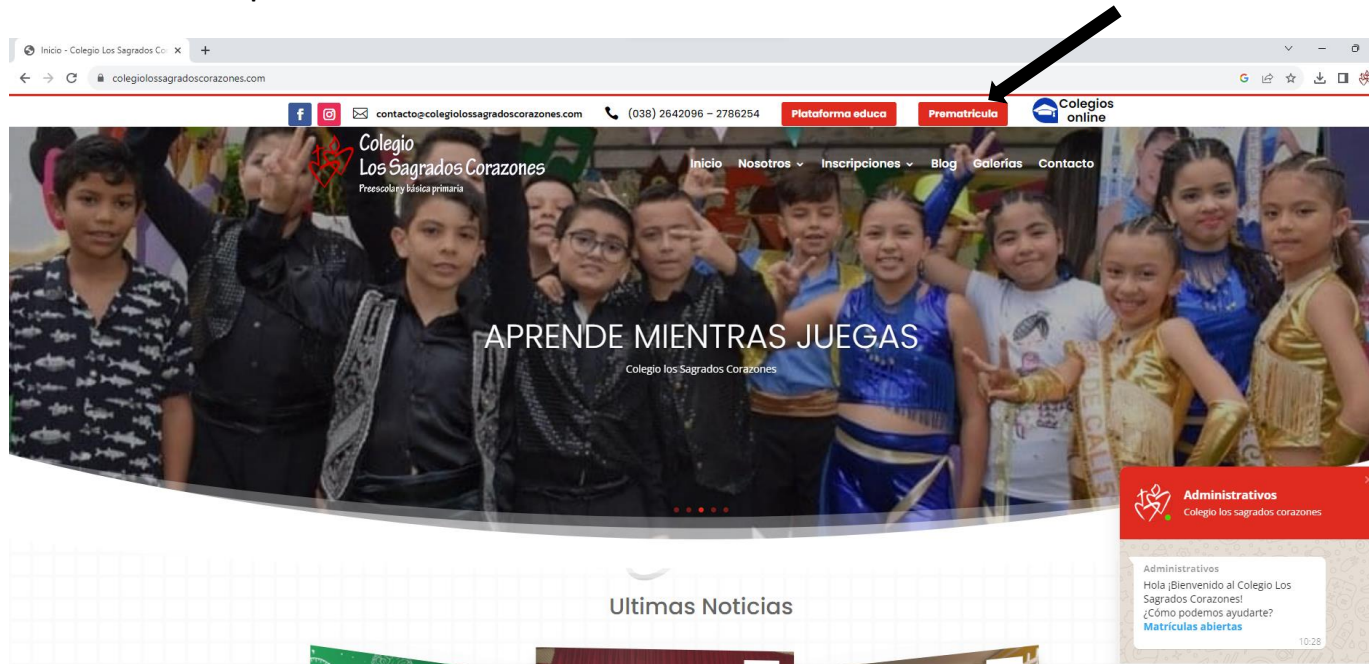 Inicio - Colegio Los Sagrados Co
colegiolossagradoscorazones.com
contacto@colegiolossagradoscorazones.com (038) 2642096 – 2786254 Plataforma educa Prematricula Colegios online
Colegio
Los Sagrados Corazones
Preescolar y básica primaria
Inicio Nosotros Inscripciones Blog Galerías Contacto
APRENDE MIENTRAS JUEGAS
Colegio los Sagrados Corazones
DE CALI
Ultimas Noticias
Administrativos
Colegio los sagrados corazones
Administrativos
Hola ¡Bienvenido al Colegio Los
Sagrados Corazones!
¿Cómo podemos ayudarte?
Matrículas abiertas
10:28